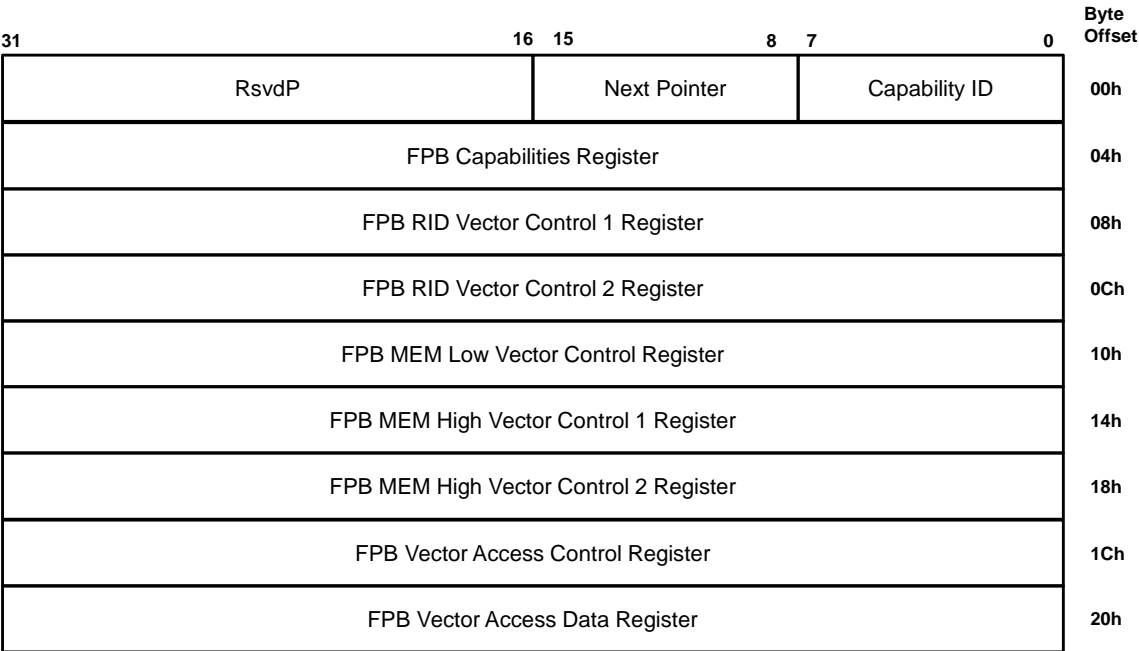 Byte
Offset
31 16 15 8 7 0
RsvdP Next Pointer Capability ID 00h
FPB Capabilities Register 04h
FPB RID Vector Control 1 Register 08h
FPB RID Vector Control 2 Register 0Ch
FPB MEM Low Vector Control Register 10h
FPB MEM High Vector Control 1 Register 14h
FPB MEM High Vector Control 2 Register 18h
FPB Vector Access Control Register 1Ch
FPB Vector Access Data Register 20h